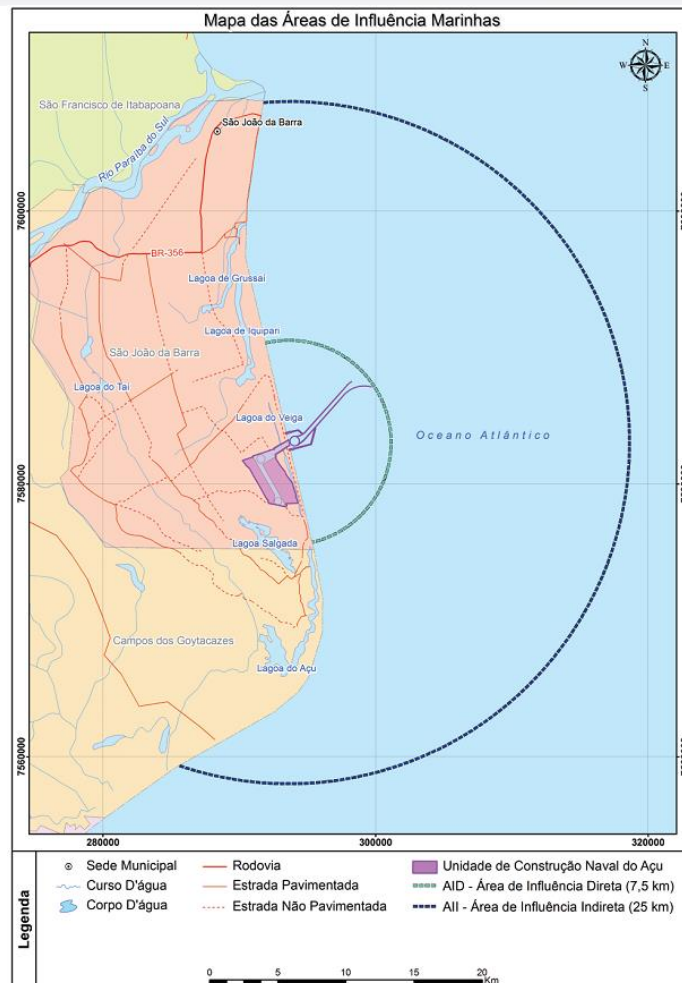 Mapa das Áreas de Influência Marinhas
N
W
E
S
São Francisco de Itabapoana
São João da Barra
Rio Paraíba do Sul
7600000
BR-356
Lagoa de Grussaí
Lagoa de Iquipari
São João da Barra
Lagoa do Taí
Lagoa do Veiga
Oceano Atlântico
7580000
Lagoa Salgada
Campos dos Goytacazes
Lagoa do Açu
7560000
280000
300000
320000
Legenda
Sede Municipal
Curso D'água
Corpo D'água
Rodovia
Estrada Pavimentada
Estrada Não Pavimentada
Unidade de Construção Naval do Açu
AID - Área de Influência Direta (7,5 km)
AII - Área de Influência Indireta (25 km)
0 5 10 15 20
Km